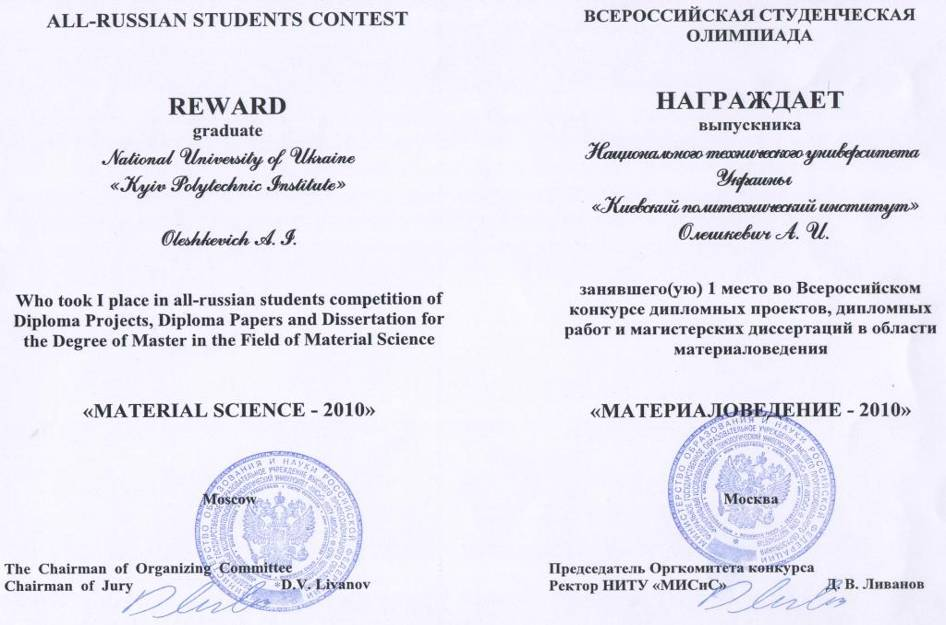 ALL-RUSSIAN STUDENTS CONTEST
REWARD
graduate
National University of Ukraine
«Kyiv Polytechnic Institute»
Oleshkevich A. I.
Who took I place in all-russian students competition of
Diploma Projects, Diploma Papers and Dissertation for
the Degree of Master in the Field of Material Science
«MATERIAL SCIENCE - 2010»
Moscow
The Chairman of Organizing Committee
Chairman of Jury D.V. Livanov
ВСЕРОССИЙСКАЯ СТУДЕНЧЕСКАЯ
ОЛИМПИАДА
НАГРАЖДАЕТ
выпускника
Национального технического университета
Украины
«Киевский политехнический институт»
Олешкевич А. И.
занявшего(ую) 1 место во Всероссийском
конкурсе дипломных проектов, дипломных
работ и магистерских диссертаций в области
материаловедения
«МАТЕРИАЛОВЕДЕНИЕ - 2010»
Москва
Председатель Оргкомитета конкурса
Ректор НИТУ «МИСиС» Д. В. Ливанов